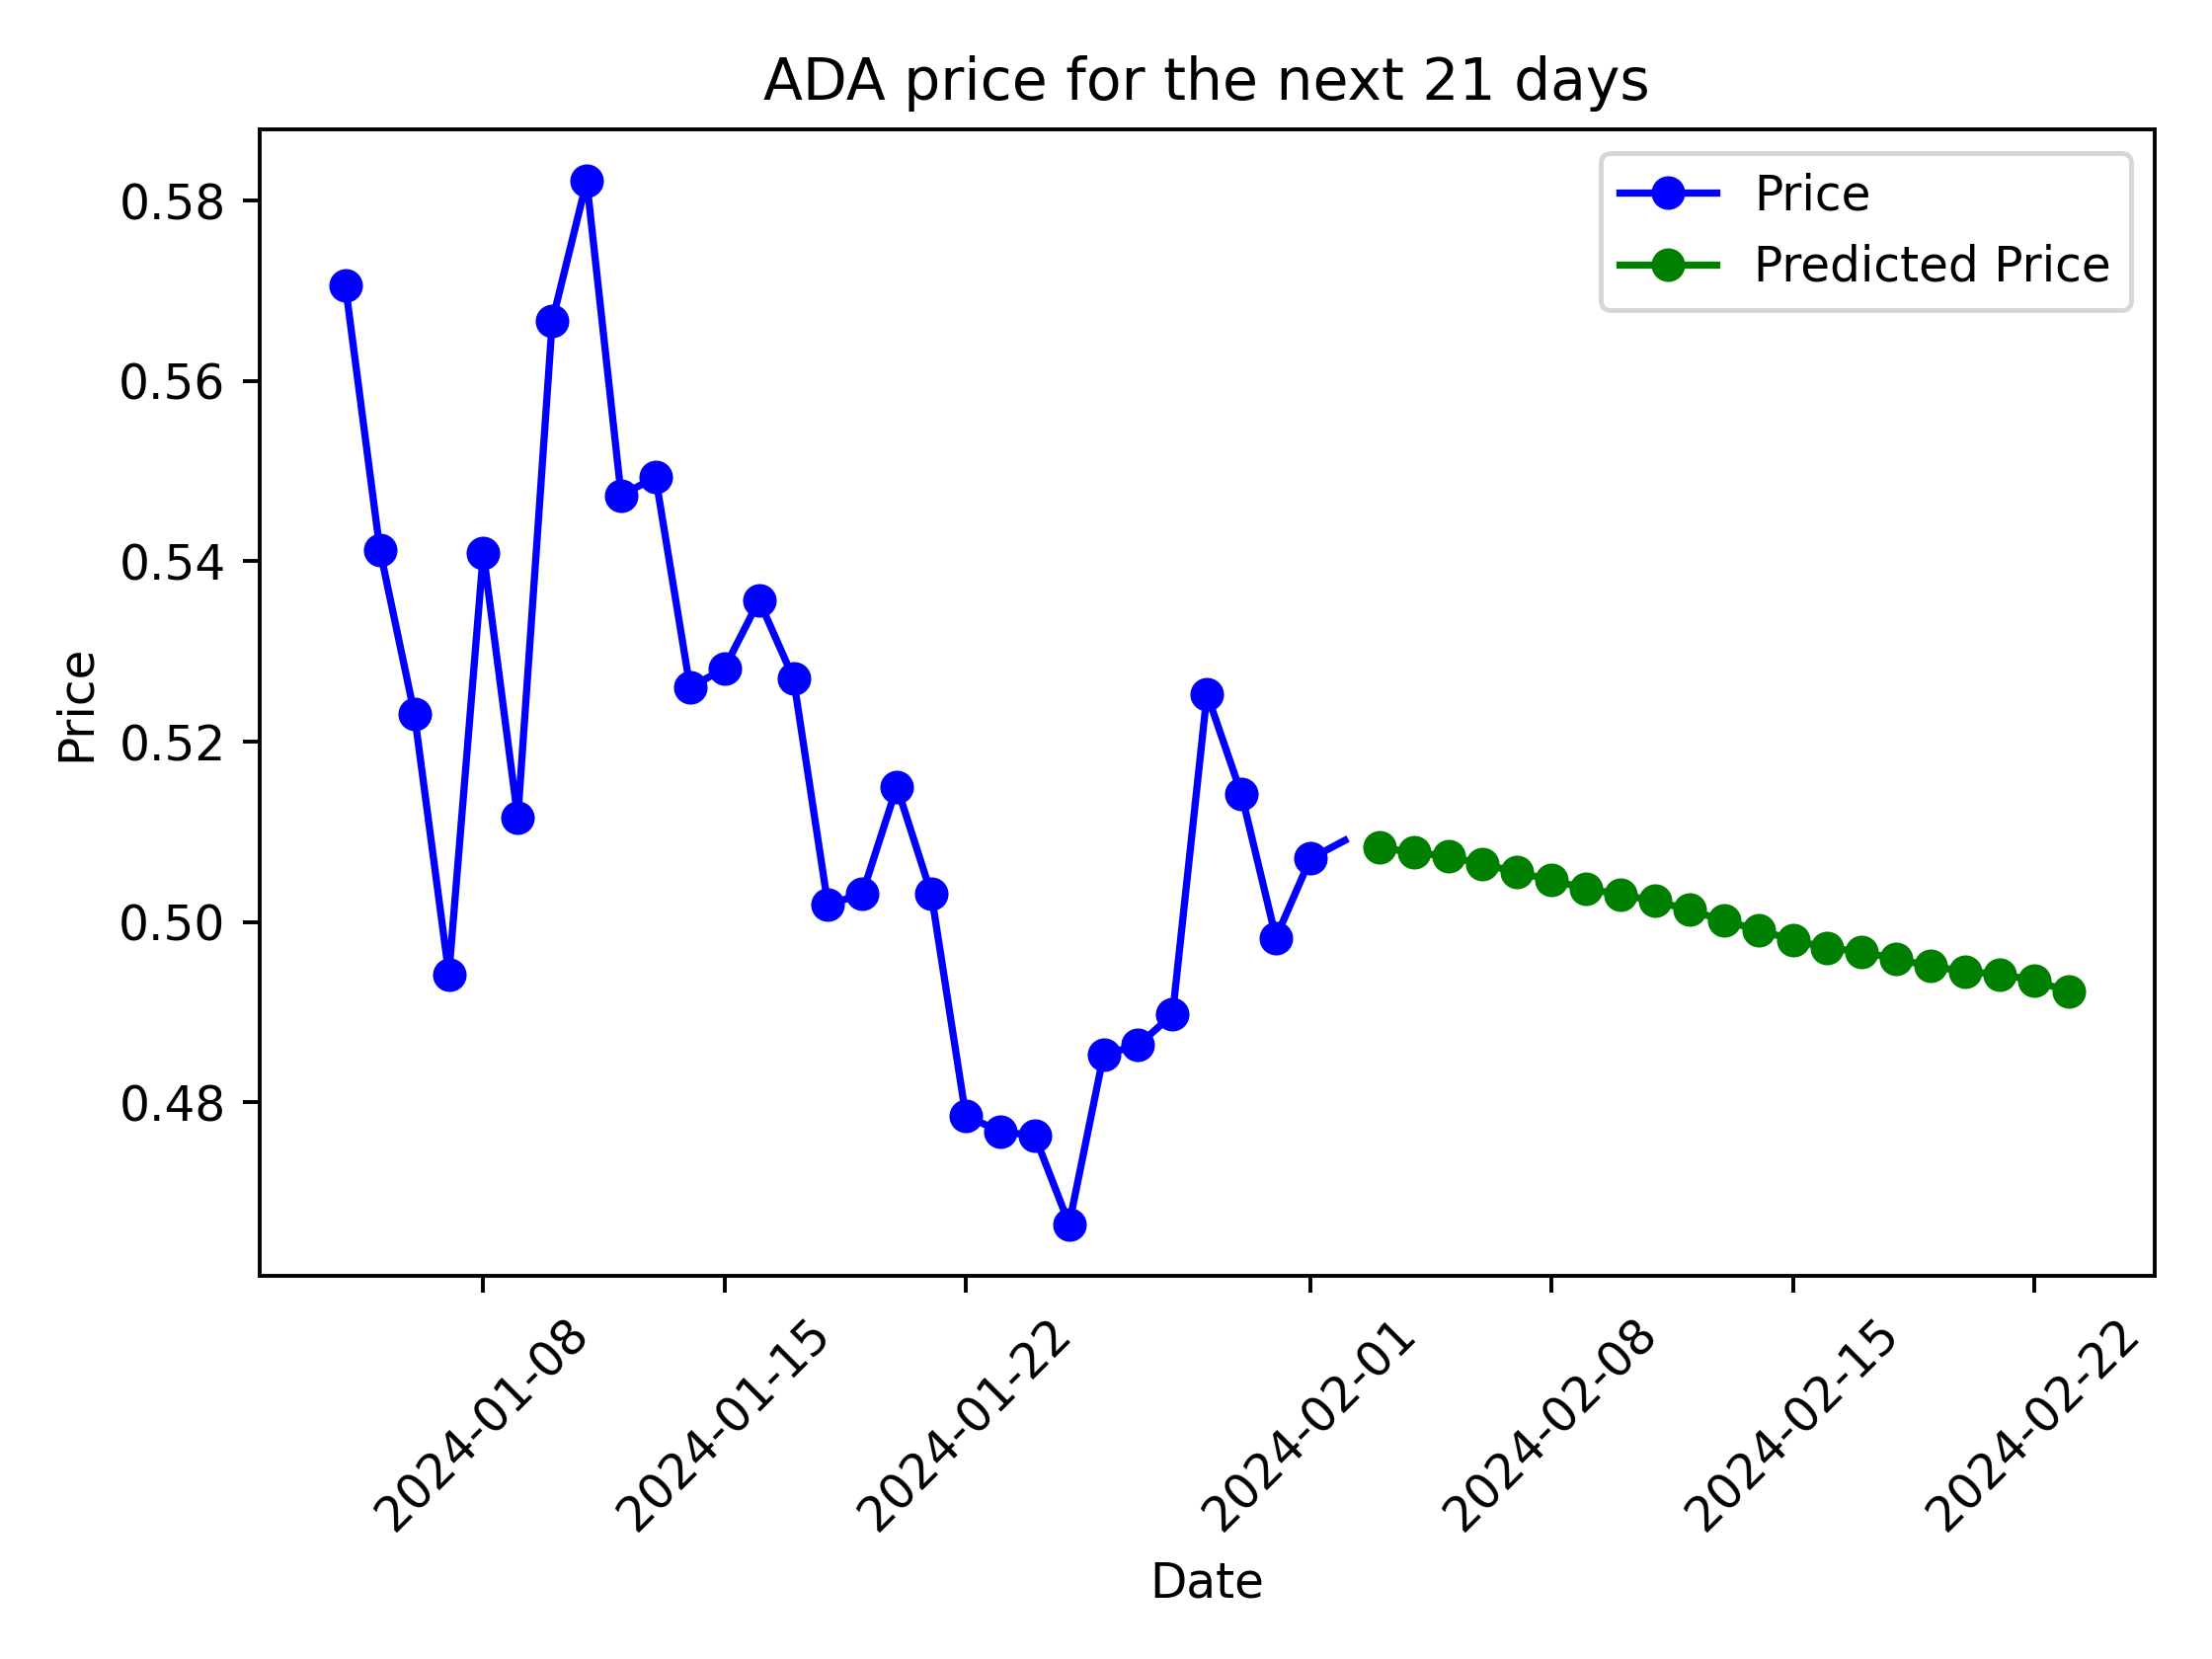 ADA price for the next 21 days
Price
Predicted Price
0.58
0.56
0.54
0.52
0.50
0.48
Price
2024-01-08
2024-01-15
2024-01-22
2024-02-01
2024-02-08
2024-02-15
2024-02-22
Date